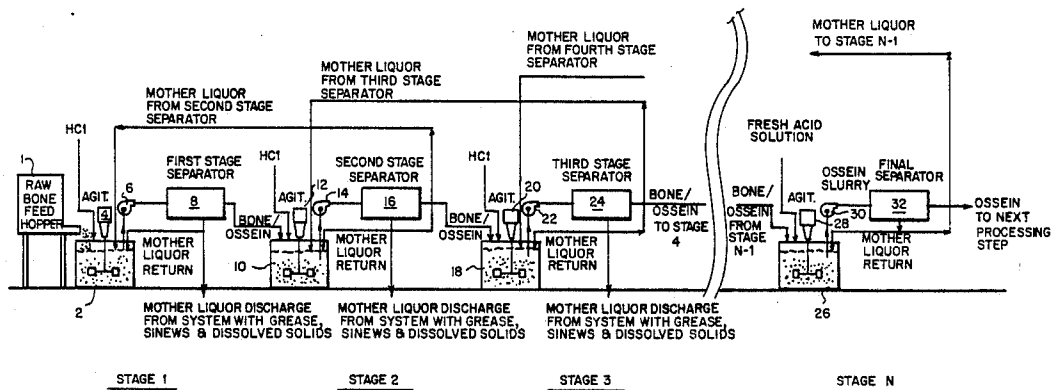 MOTHER LIQUOR
TO STAGE N-1
MOTHER LIQUOR
FROM FOURTH STAGE
SEPARATOR
MOTHER LIQUOR
FROM THIRD STAGE
SEPARATOR
MOTHER LIQUOR
FROM SECOND STAGE
SEPARATOR
HCl
1
RAW
BONE
FEED
HOPPER
AGIT.
4
6
FIRST STAGE
SEPARATOR
8
BONE/
OSSEIN
MOTHER
LIQUOR
RETURN
2
HCl
AGIT.
12
14
SECOND STAGE
SEPARATOR
16
BONE/
OSSEIN
MOTHER
LIQUOR
RETURN
10
HCl
AGIT.
20
22
THIRD STAGE
SEPARATOR
24
BONE/
OSSEIN
TO STAGE
4
MOTHER
LIQUOR
RETURN
18
FRESH ACID
SOLUTION
BONE/
OSSEIN
FROM
STAGE
N-1
AGIT.
OSSEIN
SLURRY
28
30
FINAL
SEPARATOR
32
MOTHER
LIQUOR
RETURN
OSSEIN
TO NEXT
PROCESSING
STEP
26
MOTHER LIQUOR DISCHARGE
FROM SYSTEM WITH GREASE,
SINEWS & DISSOLVED SOLIDS
MOTHER LIQUOR DISCHARGE
FROM SYSTEM WITH GREASE,
SINEWS & DISSOLVED SOLIDS
MOTHER LIQUOR DISCHARGE
FROM SYSTEM WITH GREASE,
SINEWS & DISSOLVED SOLIDS
STAGE 1
STAGE 2
STAGE 3
STAGE N